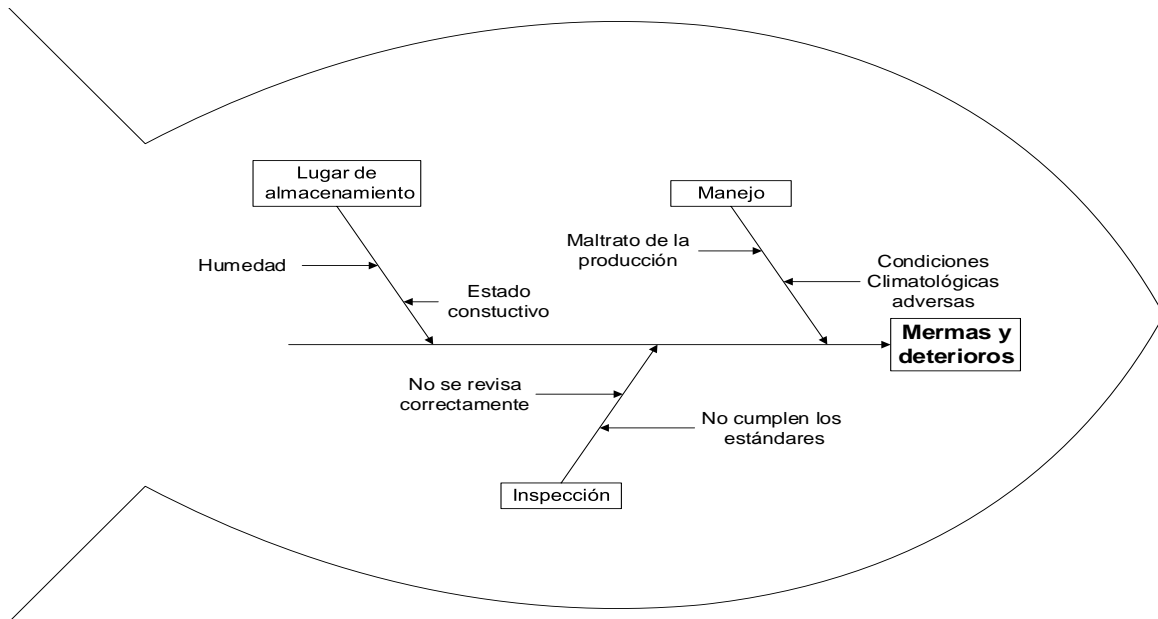 Lugar de
almacenamiento
Manejo
Humedad
Estado
constuctivo
Maltrato de la
producción
Condiciones
Climatológicas
adversas
Mermas y
deterioros
No se revisa
correctamente
No cumplen los
estándares
Inspección